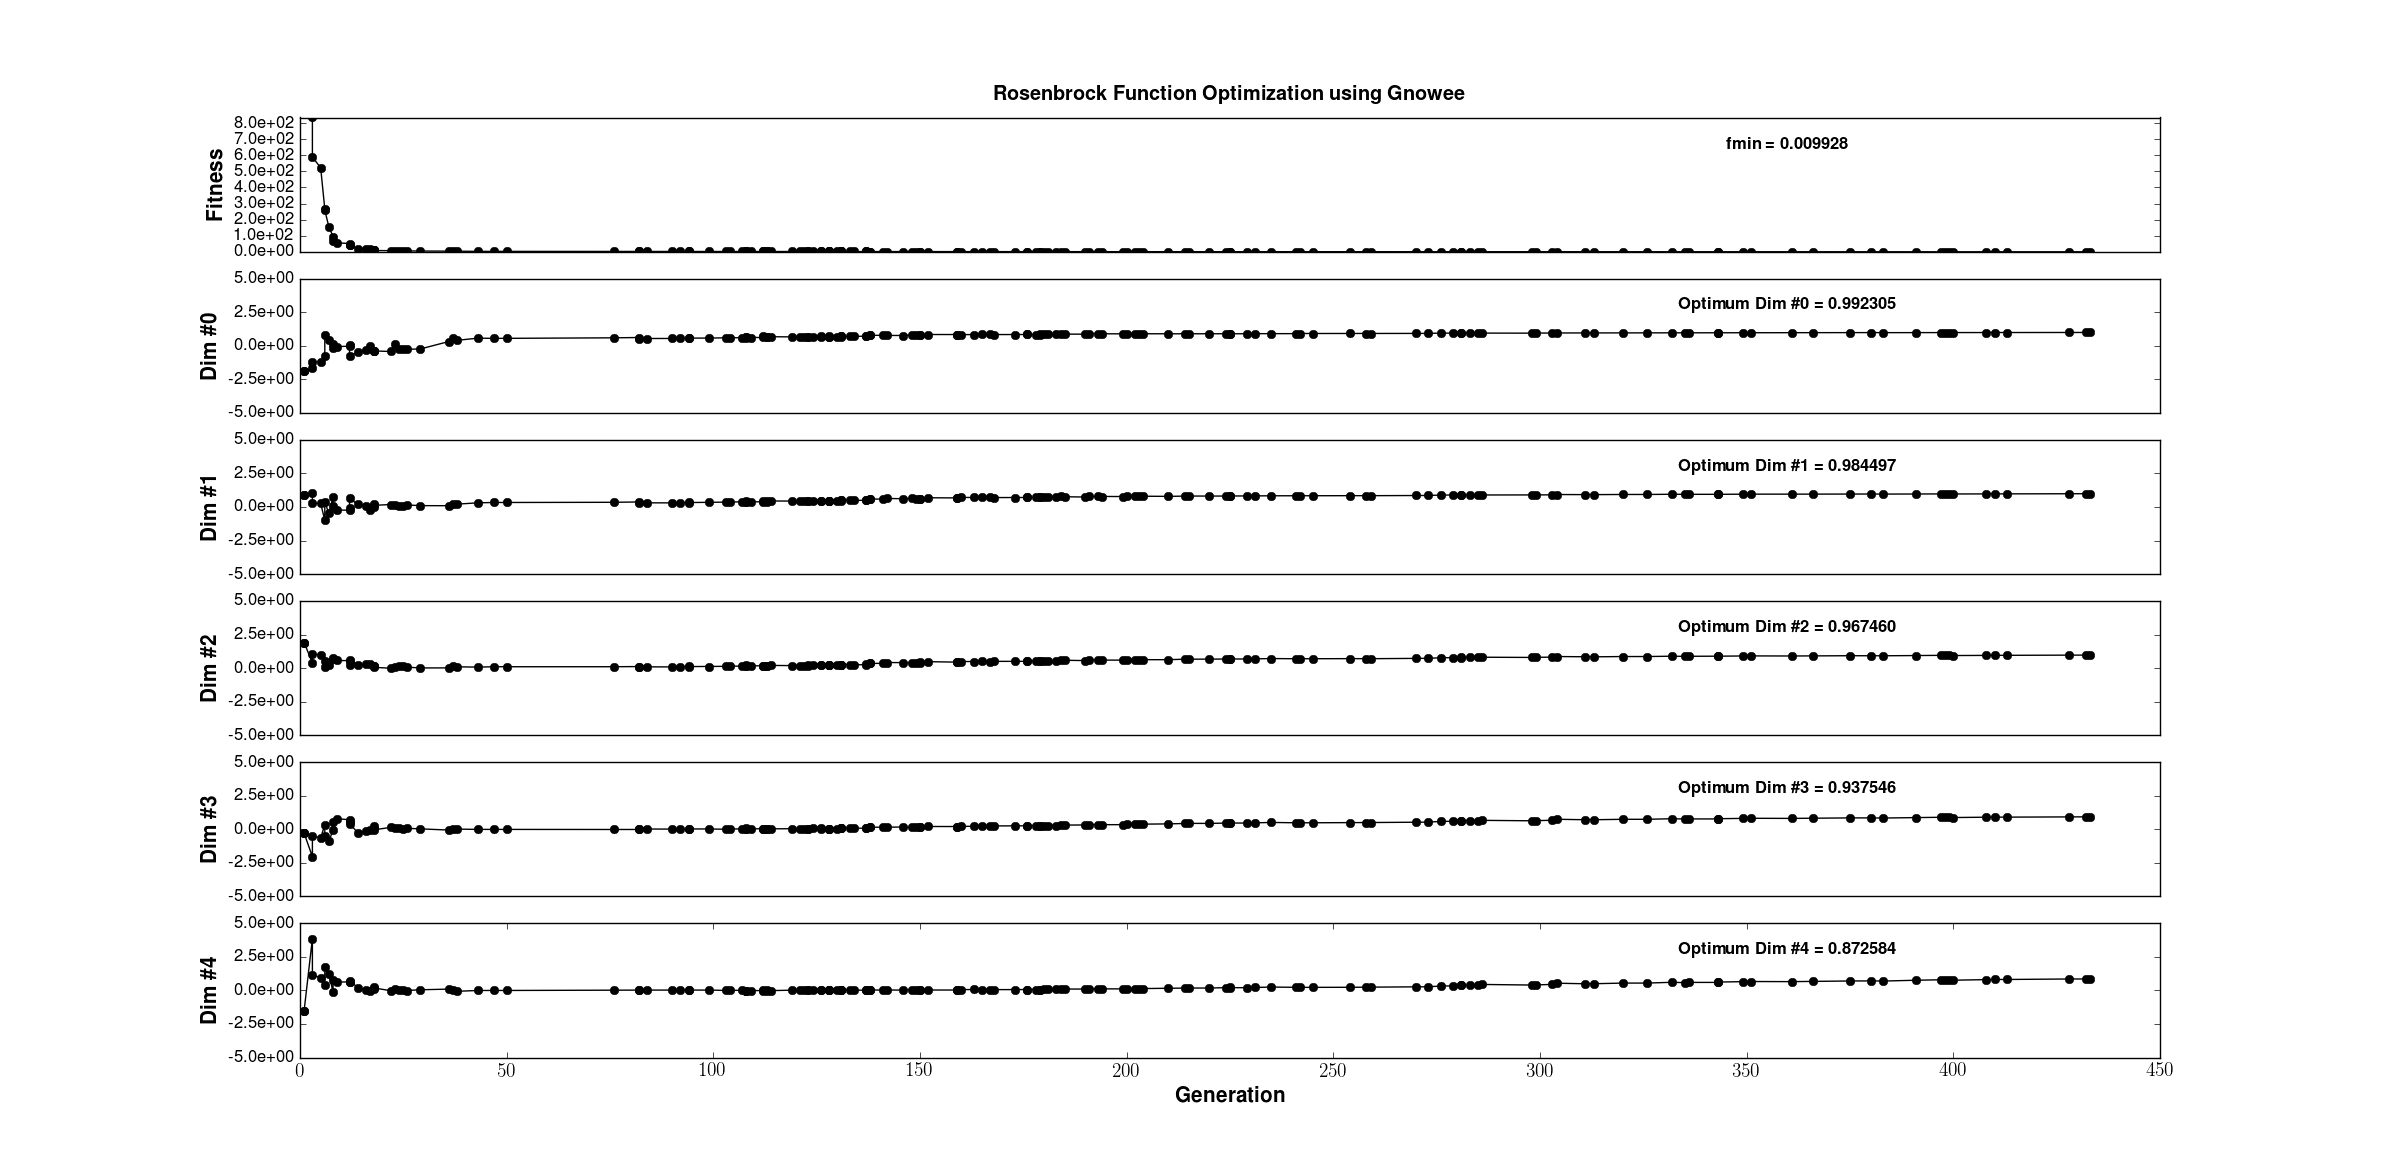 Rosenbrock Function Optimization using Gnowee
Fitness
8.0e+02
7.0e+02
6.0e+02
5.0e+02
4.0e+02
3.0e+02
2.0e+02
1.0e+02
0.0e+00
fmin = 0.009928
Dim #0
5.0e+00
2.5e+00
0.0e+00
-2.5e+00
-5.0e+00
Optimum Dim #0 = 0.992305
Dim #1
5.0e+00
2.5e+00
0.0e+00
-2.5e+00
-5.0e+00
Optimum Dim #1 = 0.984497
Dim #2
5.0e+00
2.5e+00
0.0e+00
-2.5e+00
-5.0e+00
Optimum Dim #2 = 0.967460
Dim #3
5.0e+00
2.5e+00
0.0e+00
-2.5e+00
-5.0e+00
Optimum Dim #3 = 0.937546
Dim #4
5.0e+00
2.5e+00
0.0e+00
-2.5e+00
-5.0e+00
Optimum Dim #4 = 0.872584
0 50 100 150 200 250 300 350 400 450
Generation